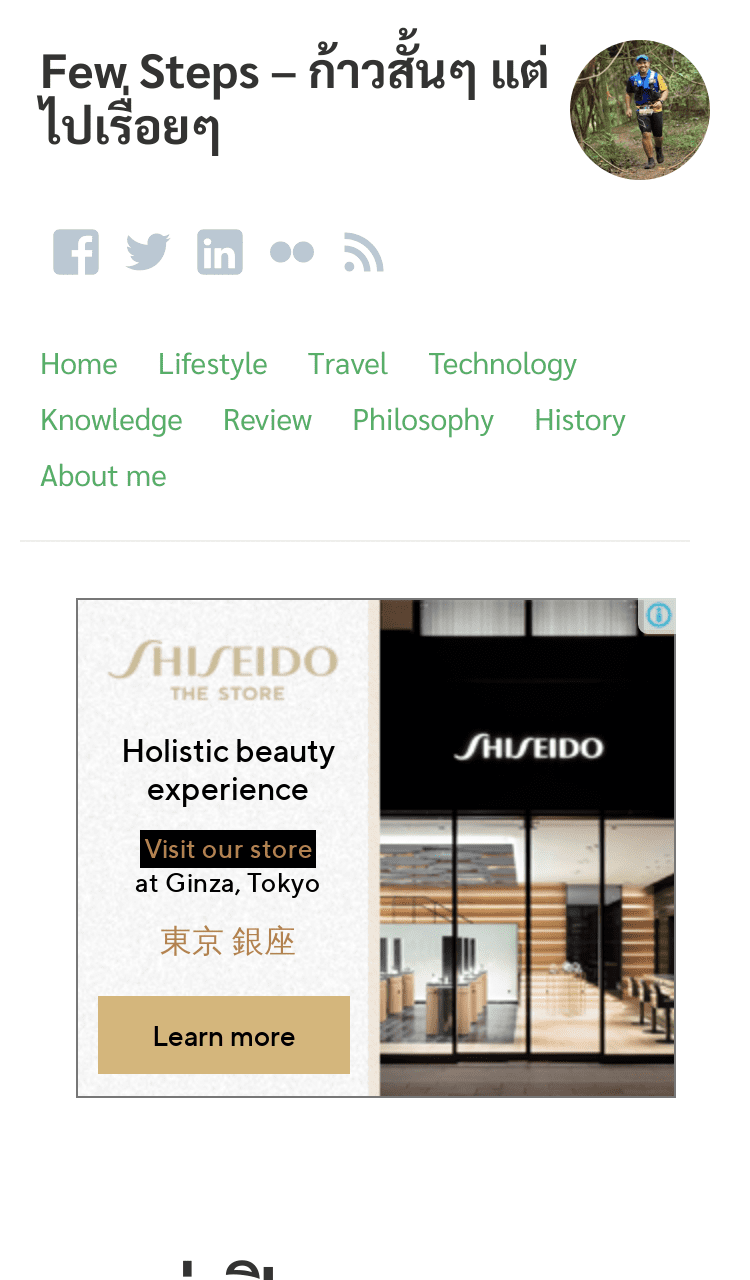 Few Steps – ก้าวสั้นๆ แต่
ไปเรื่อยๆ
Home Lifestyle Travel Technology
Knowledge Review Philosophy History
About me
SHISEIDO
THE STORE
Holistic beauty
experience
Visit our store
at Ginza, Tokyo
東京 銀座
Learn more
SHISEIDO